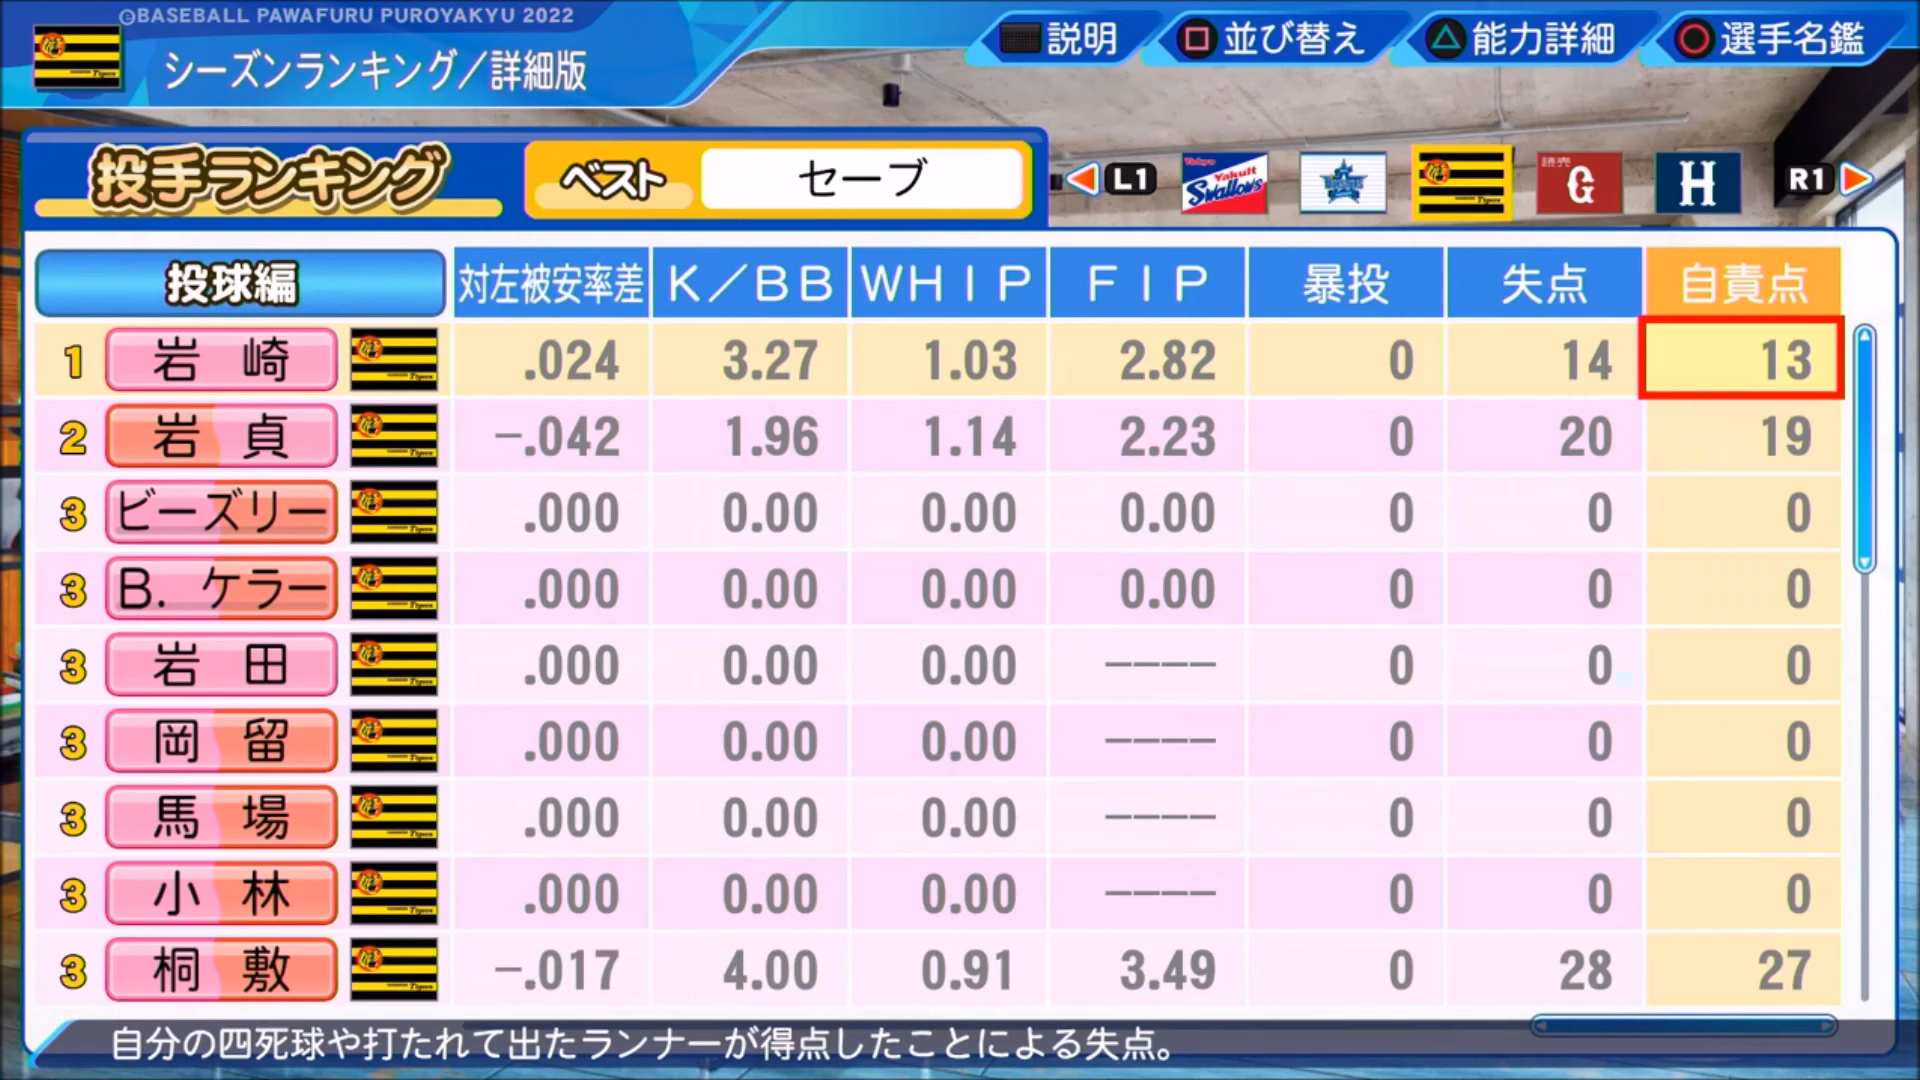 ©BASEBALL PAWAFURU PUROYAKYU 2022
シーズンランキング／詳細版
説明 並び替え 能力詳細 選手名鑑
投手ランキング ベスト セーブ L1 Yakult Swallows G H R1
投球編 対左被安率差 K／BB WHIP FIP 暴投 失点 自責点
1 岩崎 .024 3.27 1.03 2.82 0 14 13
2 岩貞 -.042 1.96 1.14 2.23 0 20 19
3 ビーズリー .000 0.00 0.00 0.00 0 0 0
3 B. ケラー .000 0.00 0.00 0.00 0 0 0
3 岩田 .000 0.00 0.00 ---- 0 0 0
3 岡留 .000 0.00 0.00 ---- 0 0 0
3 馬場 .000 0.00 0.00 ---- 0 0 0
3 小林 .000 0.00 0.00 ---- 0 0 0
3 桐敷 -.017 4.00 0.91 3.49 0 28 27
自分の四死球や打たれて出たランナーが得点したことによる失点。